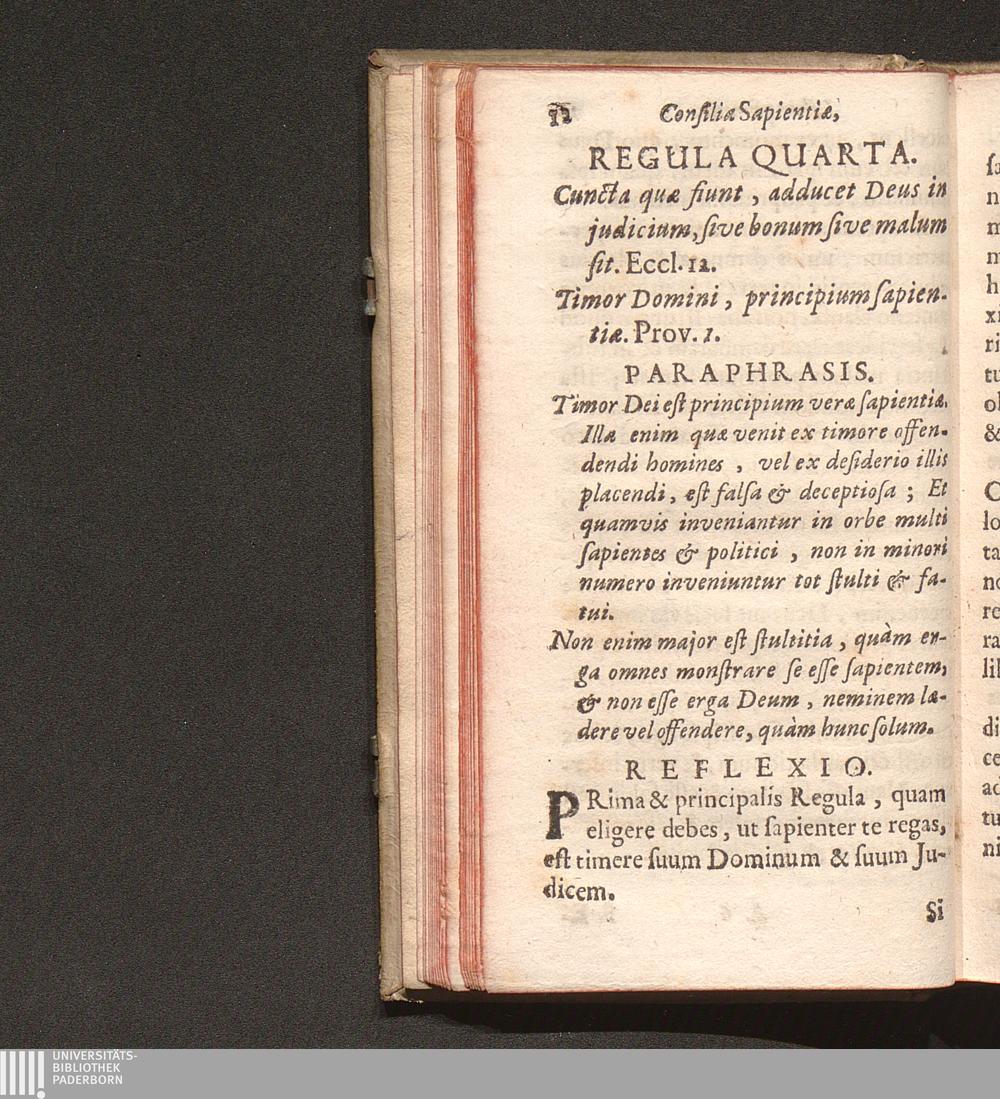 12 Conſilia Sapientiæ,
REGULA QUARTA.
Cuncta quæ fiunt, adducet Deus in
judicium, ſive bonum ſive malum
ſit. Eccl. 12.
Timor Domini, principium ſapien-
tiæ. Prov. 1.
PARAPHRASIS.
Timor Dei eſt principium veræ ſapientiæ.
Illa enim quæ venit ex timore offen-
dendi homines, vel ex deſiderio illis
placendi, eſt falſa & deceptioſa; Et
quamvis inveniantur in orbe multi
ſapientes & politici, non in minori
numero inveniuntur tot ſtulti & fa-
tui.
Non enim major eſt ſtultitia, quàm er-
ga omnes monſtrare ſe eſſe ſapientem,
& non eſſe erga Deum, neminem læ-
dere vel offendere, quàm hunc ſolum.
REFLEXIO.
PRima & principalis Regula, quam
eligere debes, ut ſapienter te regas,
eſt timere ſuum Dominum & ſuum Ju-
dicem.
Si
UNIVERSITÄTS-
BIBLIOTHEK
PADERBORN